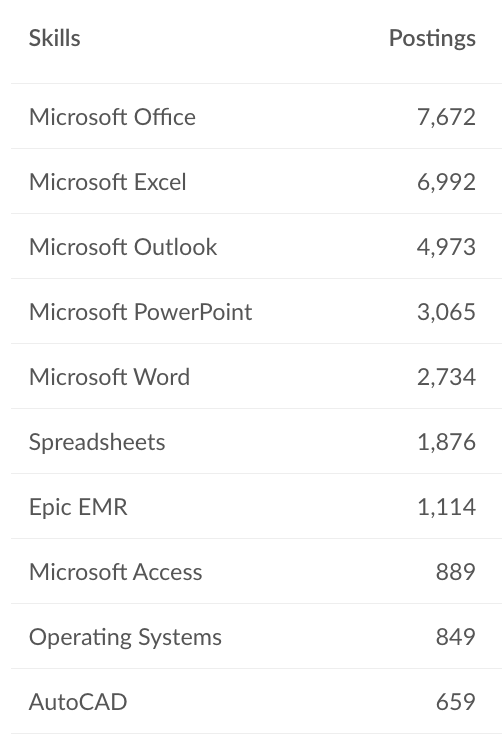 Skills Postings
Microsoft Office 7,672
Microsoft Excel 6,992
Microsoft Outlook 4,973
Microsoft PowerPoint 3,065
Microsoft Word 2,734
Spreadsheets 1,876
Epic EMR 1,114
Microsoft Access 889
Operating Systems 849
AutoCAD 659